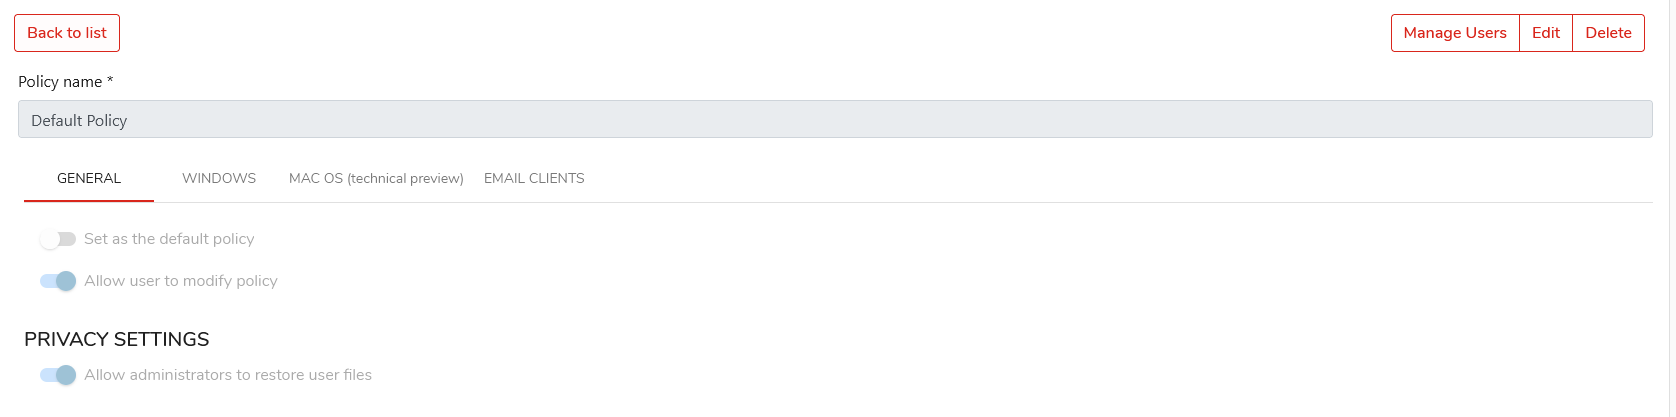 Back to list
Manage Users Edit Delete
Policy name *
Default Policy
GENERAL WINDOWS MAC OS (technical preview) EMAIL CLIENTS
Set as the default policy
Allow user to modify policy
PRIVACY SETTINGS
Allow administrators to restore user files